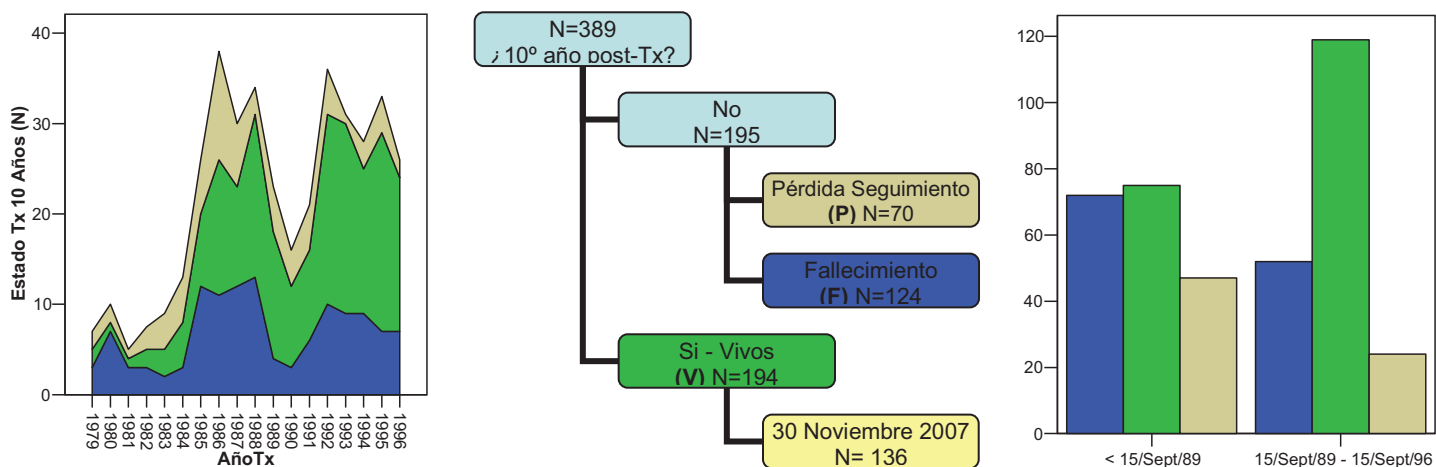 Estado Tx 10 Años (N)
40
30
20
10
0
1979
1980
1981
1982
1983
1984
1985
1986
1987
1988
1989
1990
1991
1992
1993
1994
1995
1996
AñoTx
N=389
¿10º año post-Tx?
No
N=195
Pérdida Seguimiento
(P) N=70
Fallecimiento
(F) N=124
Si - Vivos
(V) N=194
30 Noviembre 2007
N= 136
120
100
80
60
40
20
0
< 15/Sept/89
15/Sept/89 - 15/Sept/96